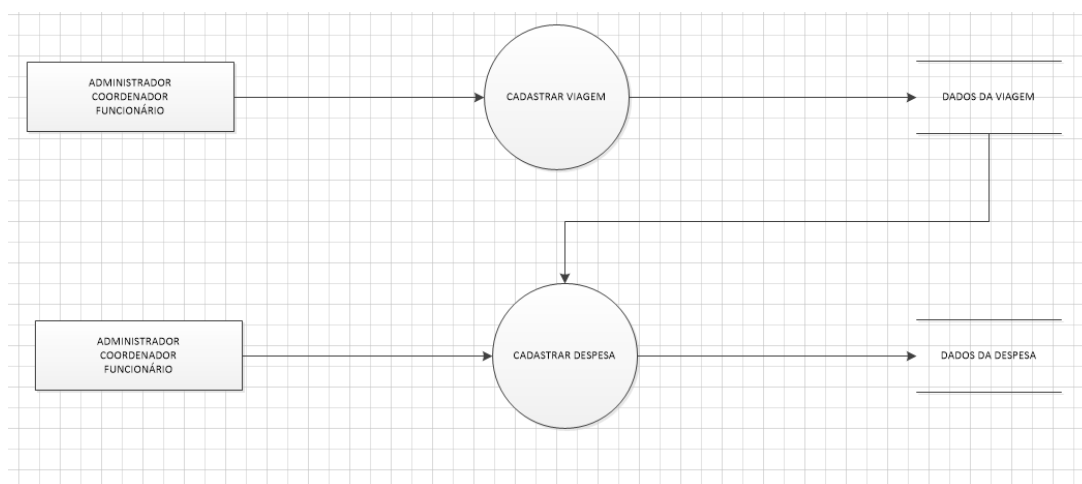 ADMINISTRADOR
COORDENADOR
FUNCIONÁRIO
CADASTRAR VIAGEM
DADOS DA VIAGEM
ADMINISTRADOR
COORDENADOR
FUNCIONÁRIO
CADASTRAR DESPESA
DADOS DA DESPESA